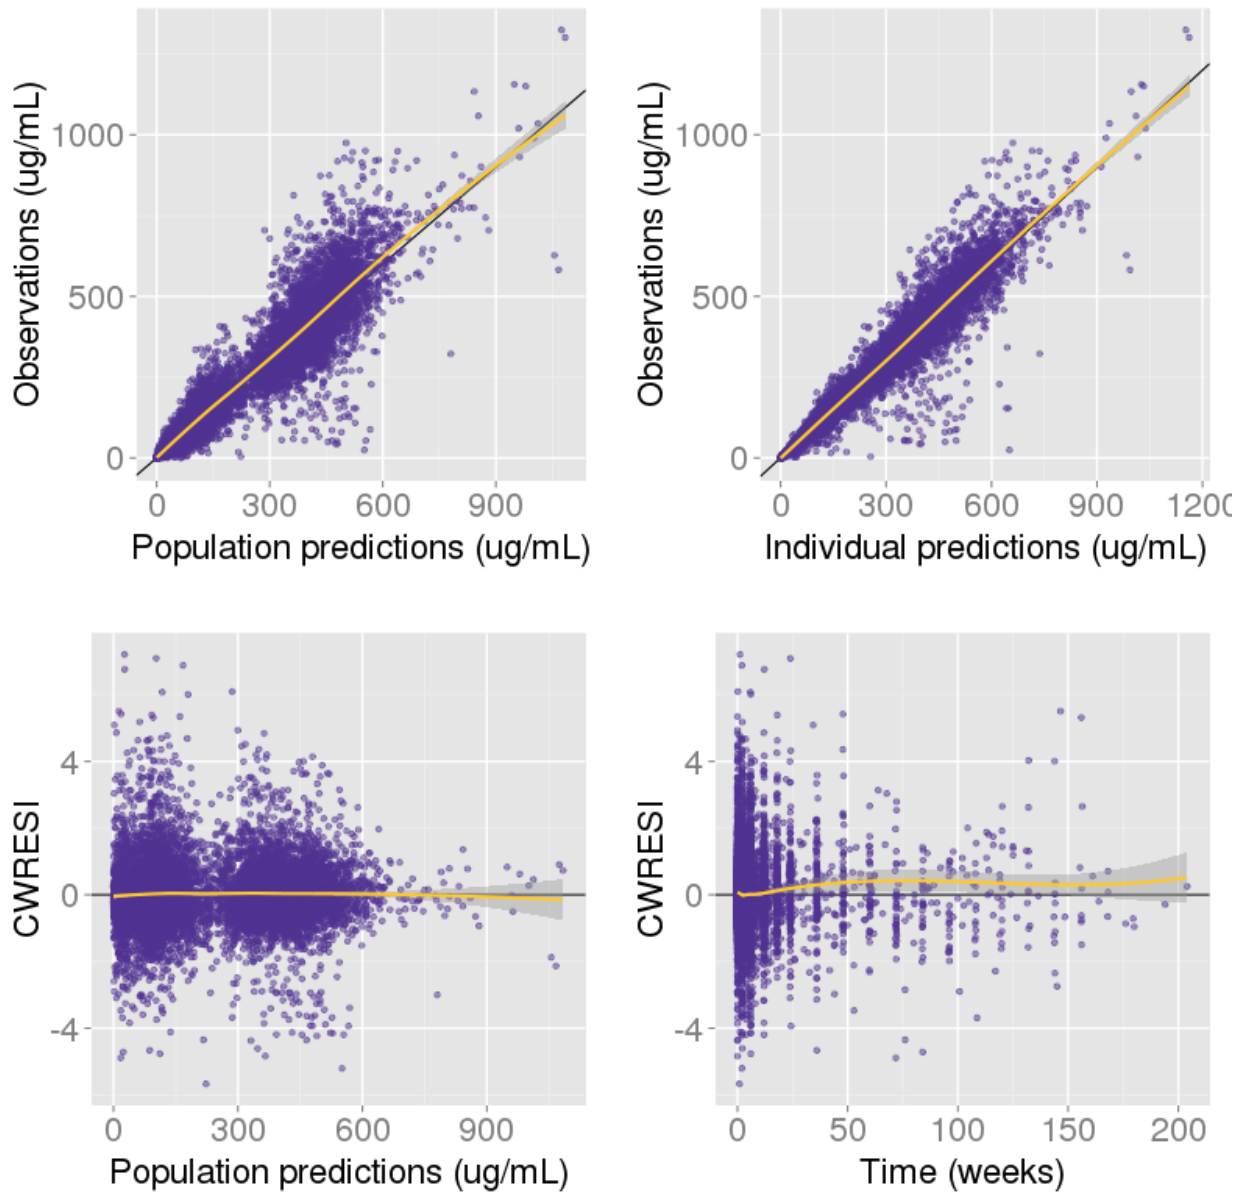 1000
500
0
Observations (ug/mL)
0 300 600 900
Population predictions (ug/mL)
1000
500
0
Observations (ug/mL)
0 300 600 900 1200
Individual predictions (ug/mL)
4
0
-4
CWRESI
0 300 600 900
Population predictions (ug/mL)
4
0
-4
CWRESI
0 50 100 150 200
Time (weeks)